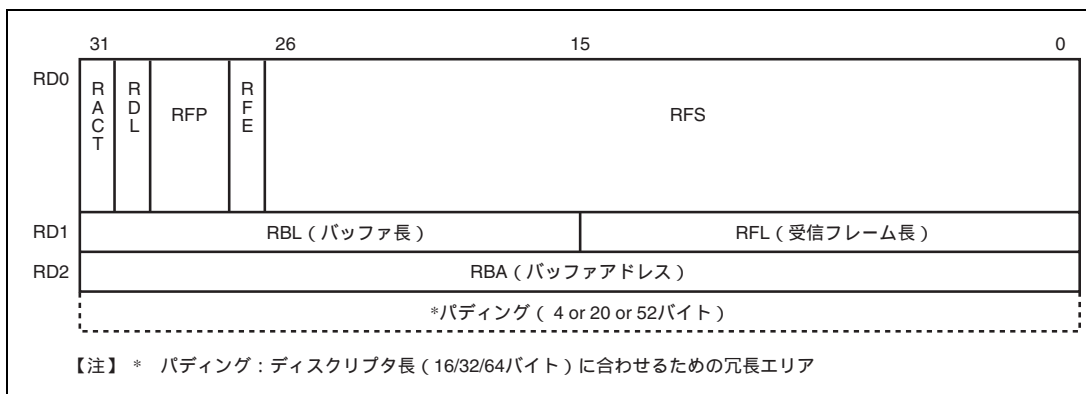 31 26 15 0
RD0 RACT RDL RFP RFE RFS
RD1 RBL（バッファ長） RFL（受信フレーム長）
RD2 RBA（バッファアドレス）
*パディング（ 4 or 20 or 52バイト）
【注】 * パディング：ディスクリプタ長（16/32/64バイト）に合わせるための冗長エリア